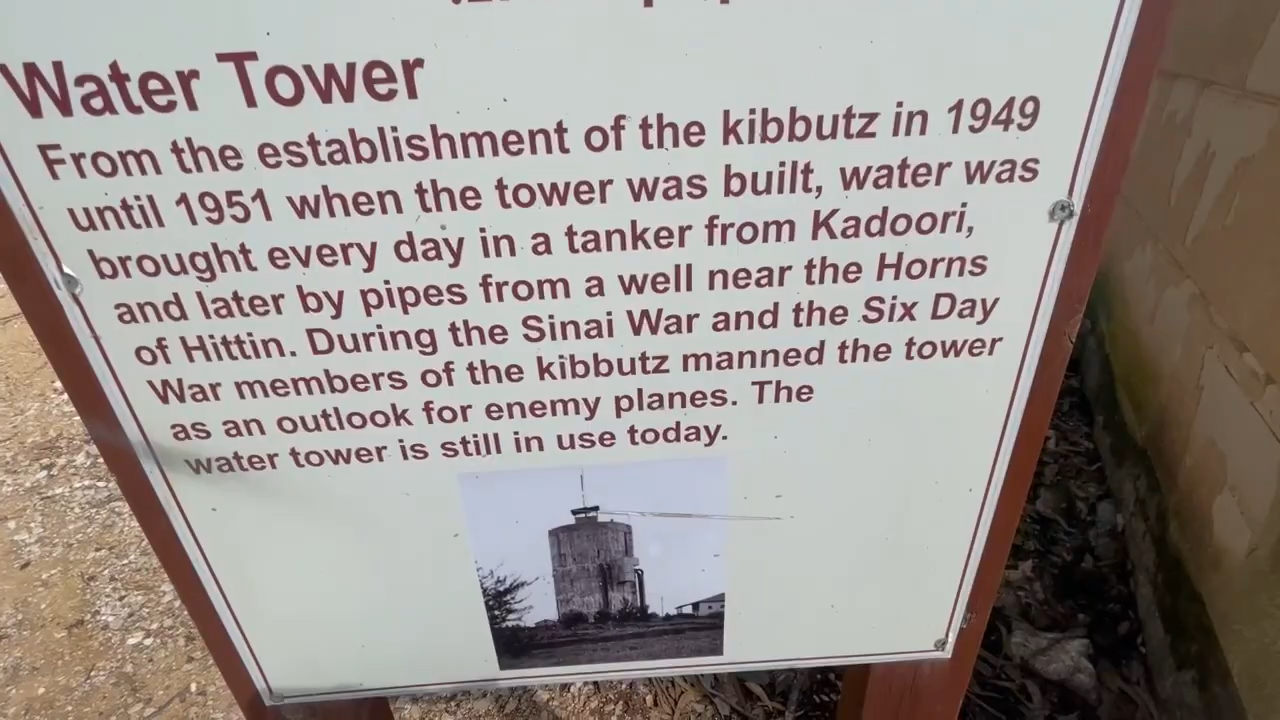 Water Tower
From the establishment of the kibbutz in 1949
until 1951 when the tower was built, water was
brought every day in a tanker from Kadoori,
and later by pipes from a well near the Horns
of Hittin. During the Sinai War and the Six Day
War members of the kibbutz manned the tower
as an outlook for enemy planes. The
water tower is still in use today.